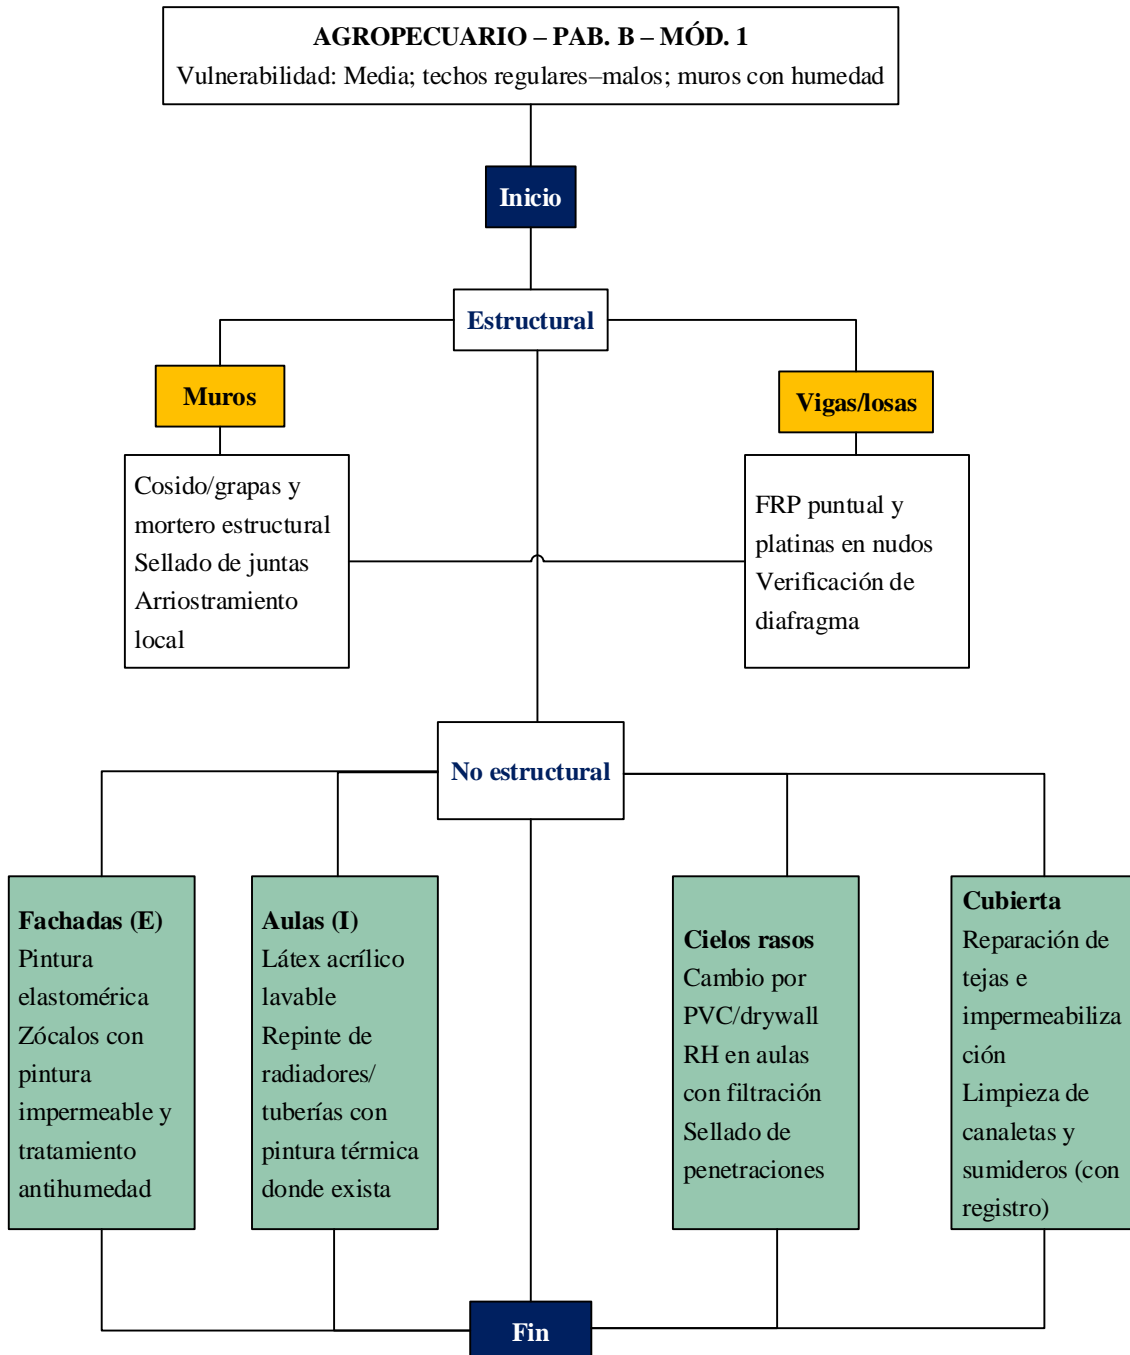 AGROPECUARIO – PAB. B – MÓD. 1
Vulnerabilidad: Media; techos regulares–malos; muros con humedad
Inicio
Estructural
Muros
Vigas/losas
Cosido/grapas y
mortero estructural
Sellado de juntas
Arriostramiento
local
FRP puntual y
platinas en nudos
Verificación de
diafragma
No estructural
Fachadas (E)
Pintura
elastomérica
Zócalos con
pintura
impermeable y
tratamiento
antihumedad
Aulas (I)
Látex acrílico
lavable
Repinte de
radiadores/
tuberías con
pintura térmica
donde exista
Cielos rasos
Cambio por
PVC/drywall
RH en aulas
con filtración
Sellado de
penetraciones
Cubierta
Reparación de
tejas e
impermeabiliza
ción
Limpieza de
canaletas y
sumideros (con
registro)
Fin